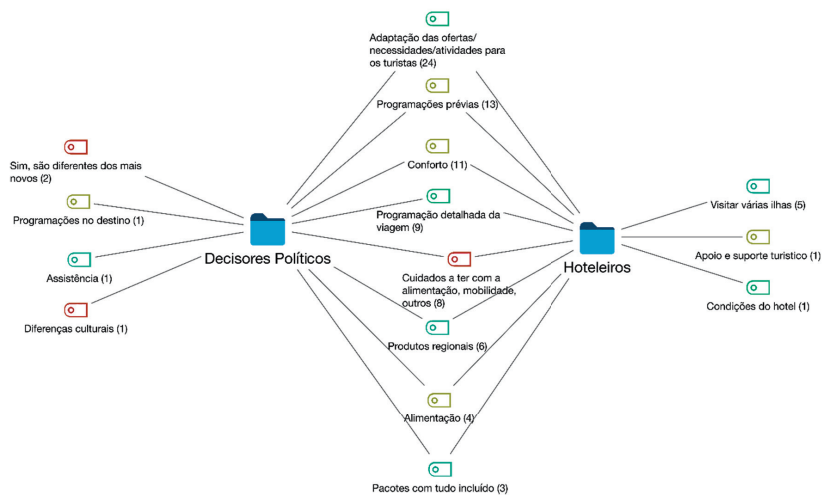 Adaptação das ofertas/
necessidades/atividades para
os turistas (24)
Programações prévias (13)
Sim, são diferentes dos mais
novos (2)
Conforto (11)
Programações no destino (1)
Programação detalhada da
viagem (9)
Visitar várias ilhas (5)
Decisores Políticos
Hoteleiros
Assistência (1)
Cuidados a ter com a
alimentação, mobilidade,
outros (8)
Apoio e suporte turistico (1)
Diferenças culturais (1)
Produtos regionais (6)
Condições do hotel (1)
Alimentação (4)
Pacotes com tudo incluído (3)